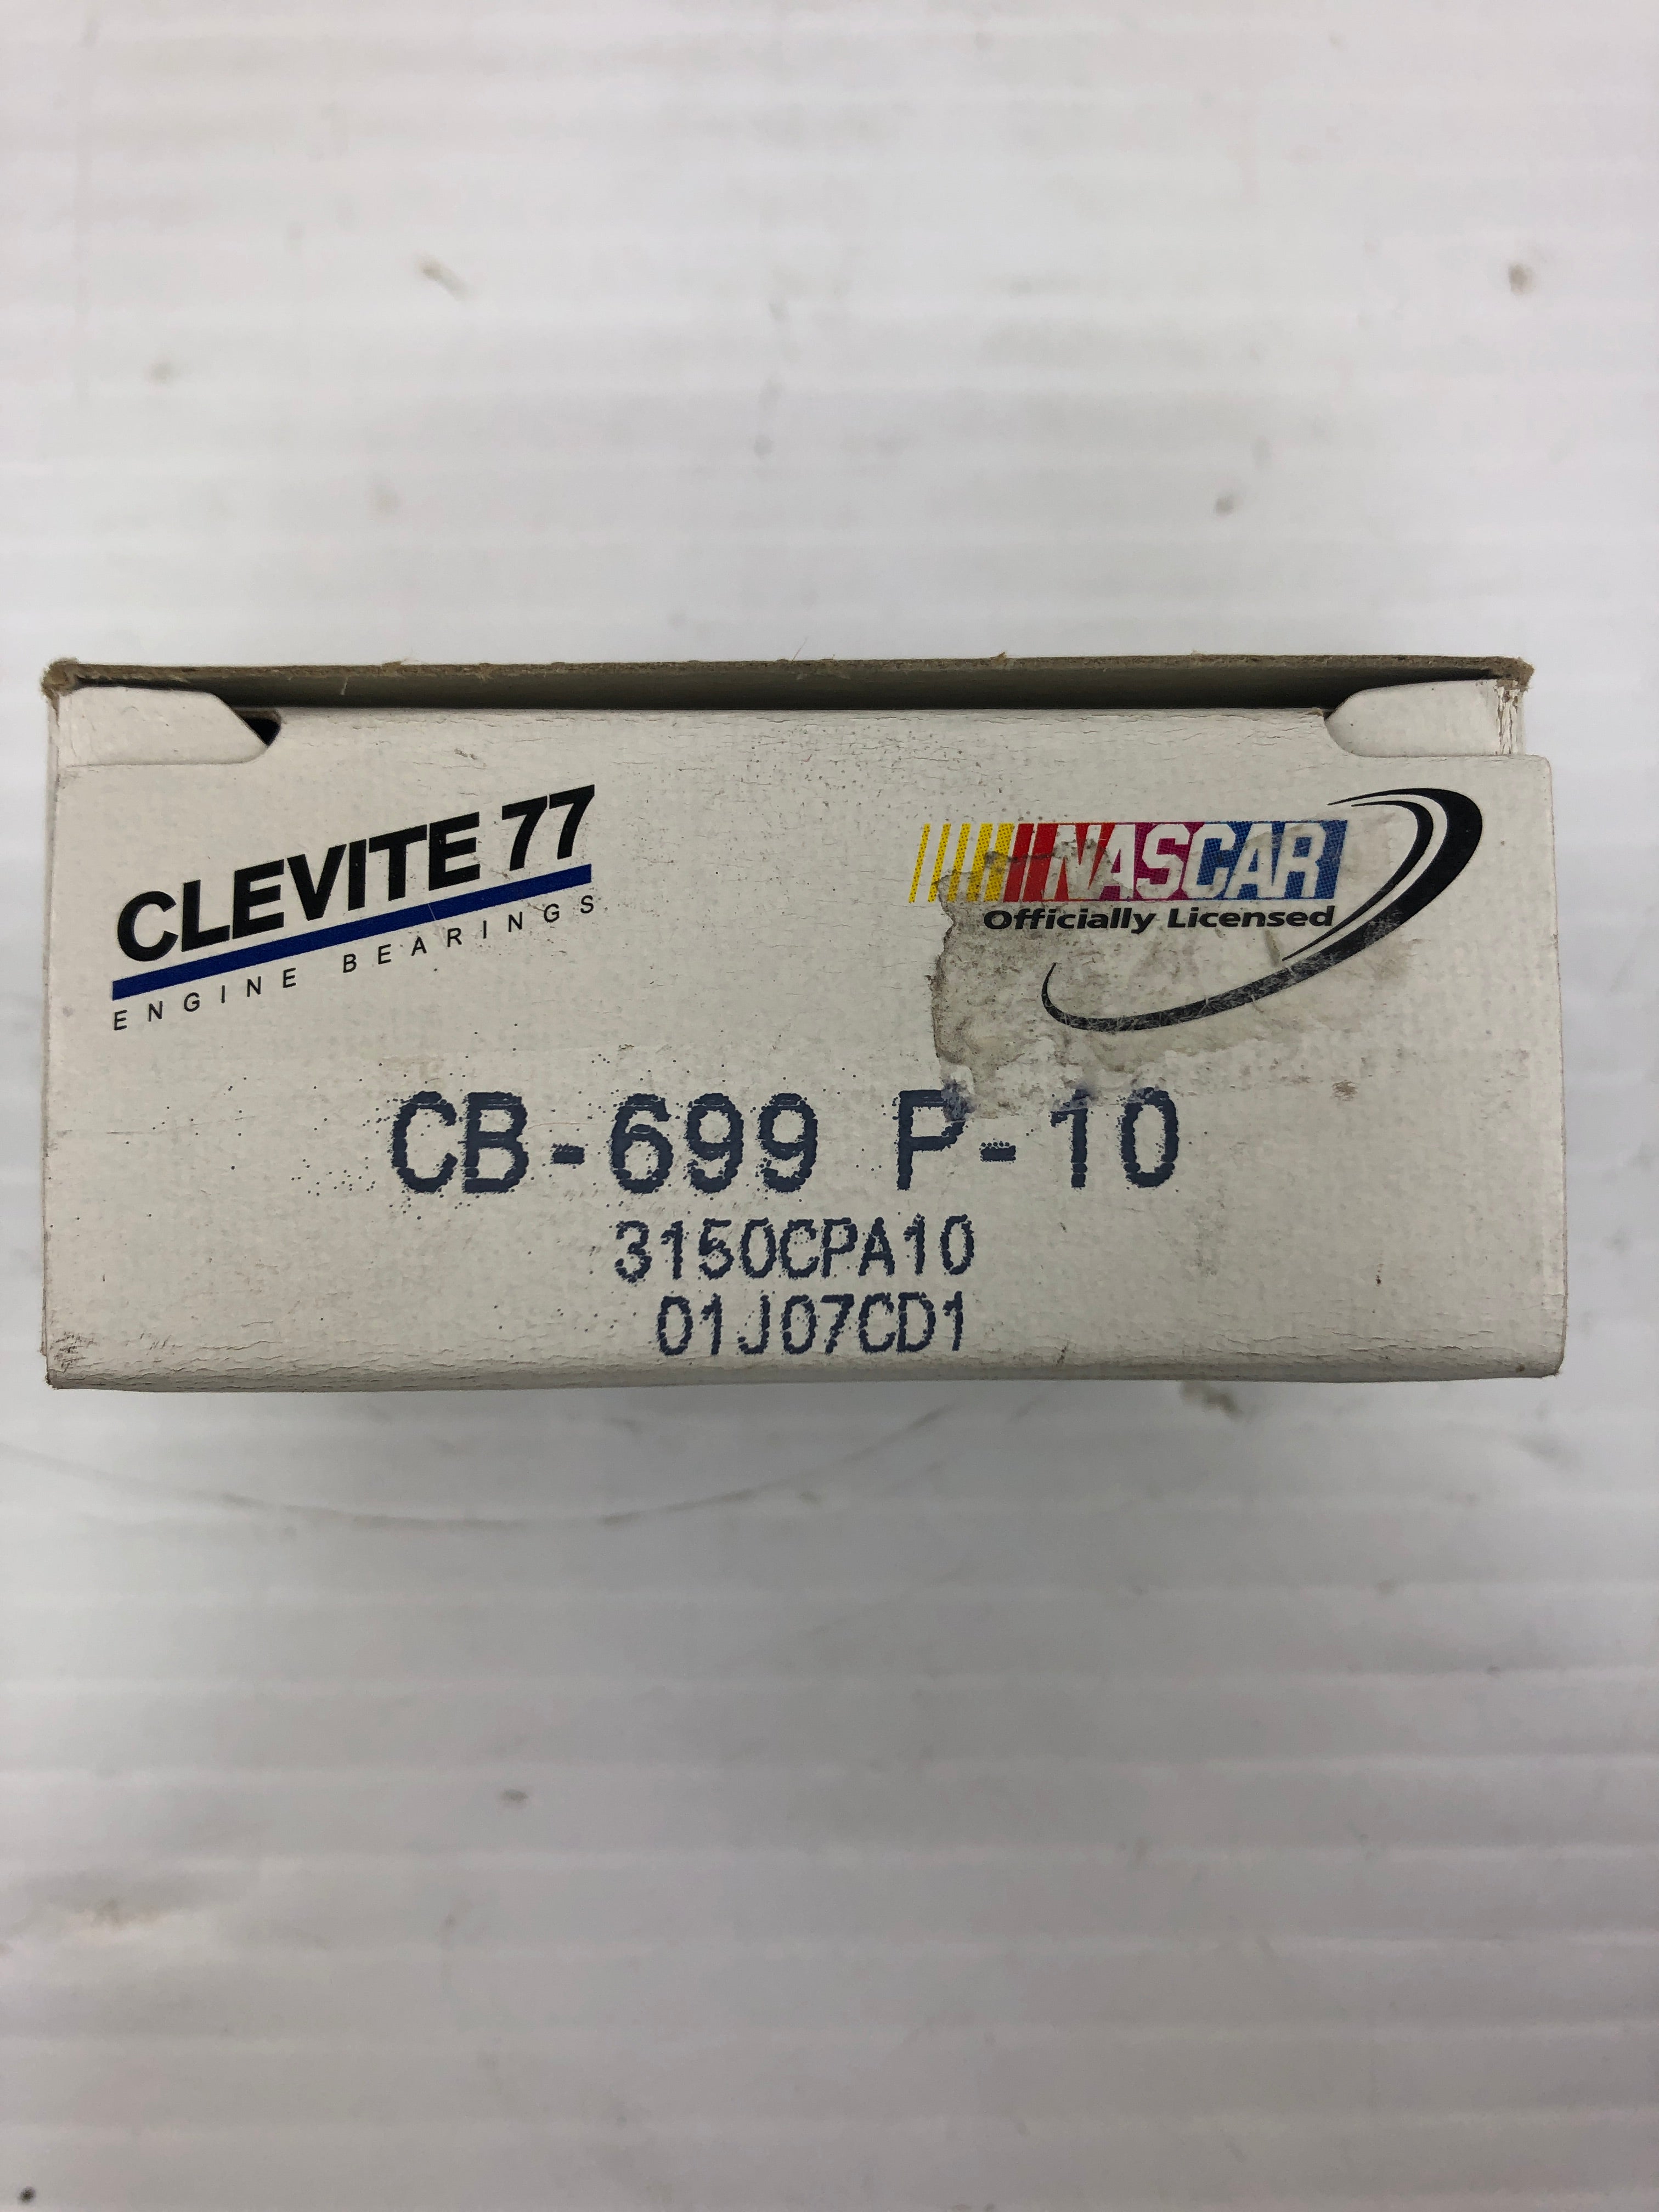 CLEVITE 77
ENGINE BEARINGS
NASCAR
Officially Licensed
CB-699 P-10
3150CPA10
01J07CD1